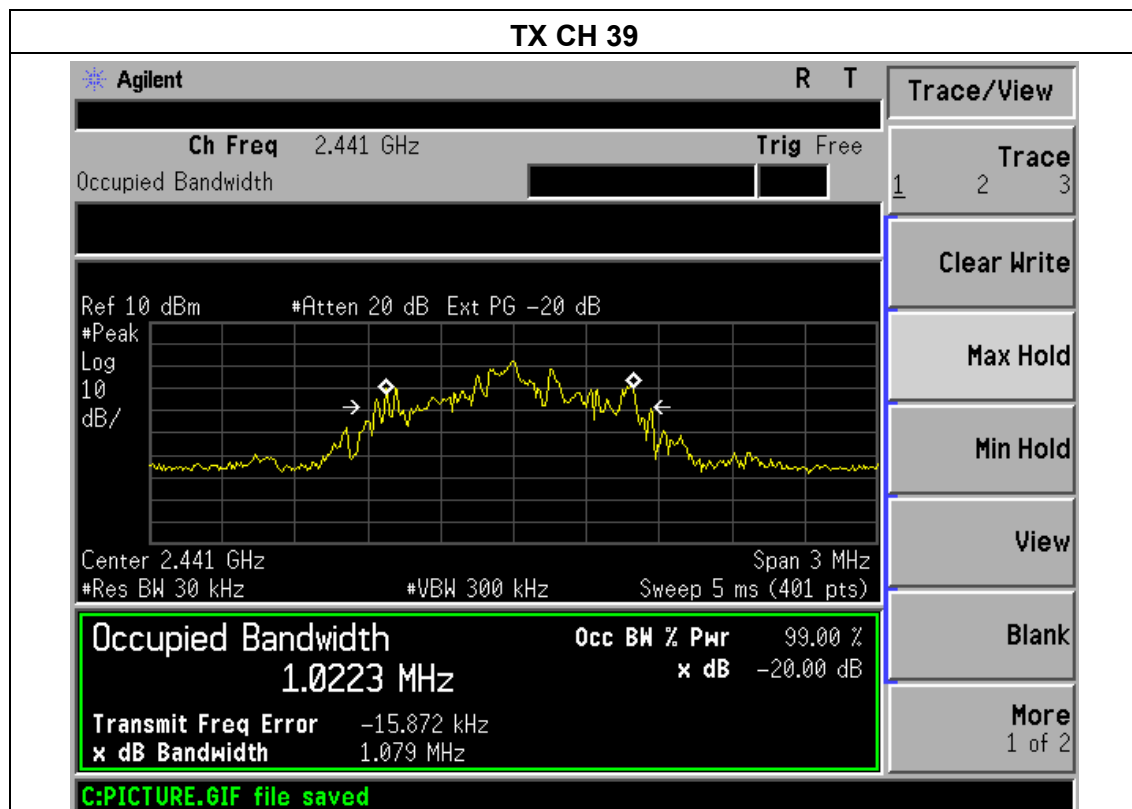 TX CH 39
Agilent R T
Trace/View
Ch Freq 2.441 GHz Trig Free
Occupied Bandwidth
Trace
1 2 3
Clear Write
Ref 10 dBm #Atten 20 dB Ext PG -20 dB
#Peak
Log
10
dB/
Max Hold
Min Hold
View
Center 2.441 GHz Span 3 MHz
#Res BW 30 kHz #VBW 300 kHz Sweep 5 ms (401 pts)
Occupied Bandwidth
1.0223 MHz
Occ BW % Pwr 99.00 %
x dB -20.00 dB
Blank
Transmit Freq Error -15.872 kHz
x dB Bandwidth 1.079 MHz
More
1 of 2
C:PICTURE.GIF file saved